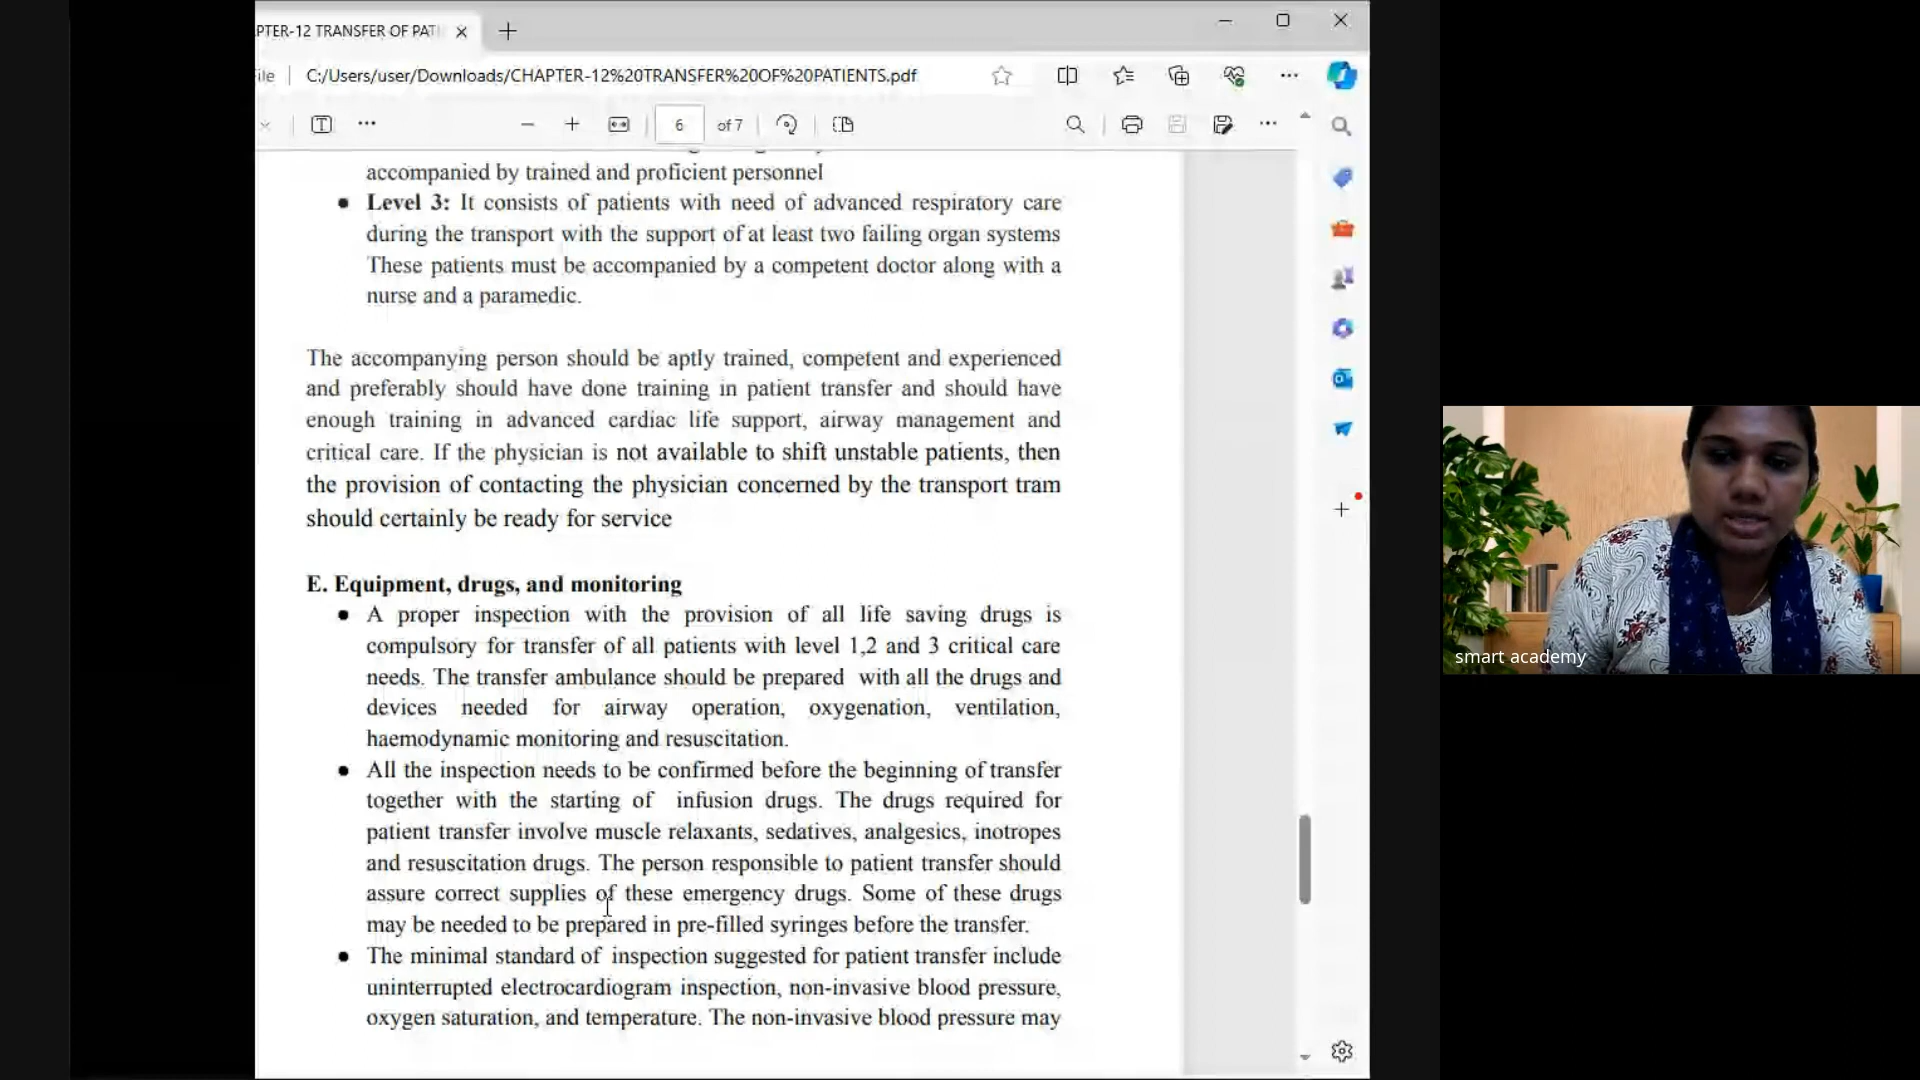 PTER-12 TRANSFER OF PATI
ile
C:/Users/user/Downloads/CHAPTER-12%20TRANSFER%20OF%20PATIENTS.pdf
6 of 7
accompanied by trained and proficient personnel
● Level 3: It consists of patients with need of advanced respiratory care
during the transport with the support of at least two failing organ systems
These patients must be accompanied by a competent doctor along with a
nurse and a paramedic.
The accompanying person should be aptly trained, competent and experienced
and preferably should have done training in patient transfer and should have
enough training in advanced cardiac life support, airway management and
critical care. If the physician is not available to shift unstable patients, then
the provision of contacting the physician concerned by the transport tram
should certainly be ready for service
E. Equipment, drugs, and monitoring
● A proper inspection with the provision of all life saving drugs is
compulsory for transfer of all patients with level 1,2 and 3 critical care
needs. The transfer ambulance should be prepared with all the drugs and
devices needed for airway operation, oxygenation, ventilation,
haemodynamic monitoring and resuscitation.
● All the inspection needs to be confirmed before the beginning of transfer
together with the starting of infusion drugs. The drugs required for
patient transfer involve muscle relaxants, sedatives, analgesics, inotropes
and resuscitation drugs. The person responsible to patient transfer should
assure correct supplies of these emergency drugs. Some of these drugs
may be needed to be prepared in pre-filled syringes before the transfer.
● The minimal standard of inspection suggested for patient transfer include
uninterrupted electrocardiogram inspection, non-invasive blood pressure,
oxygen saturation, and temperature. The non-invasive blood pressure may
smart academy